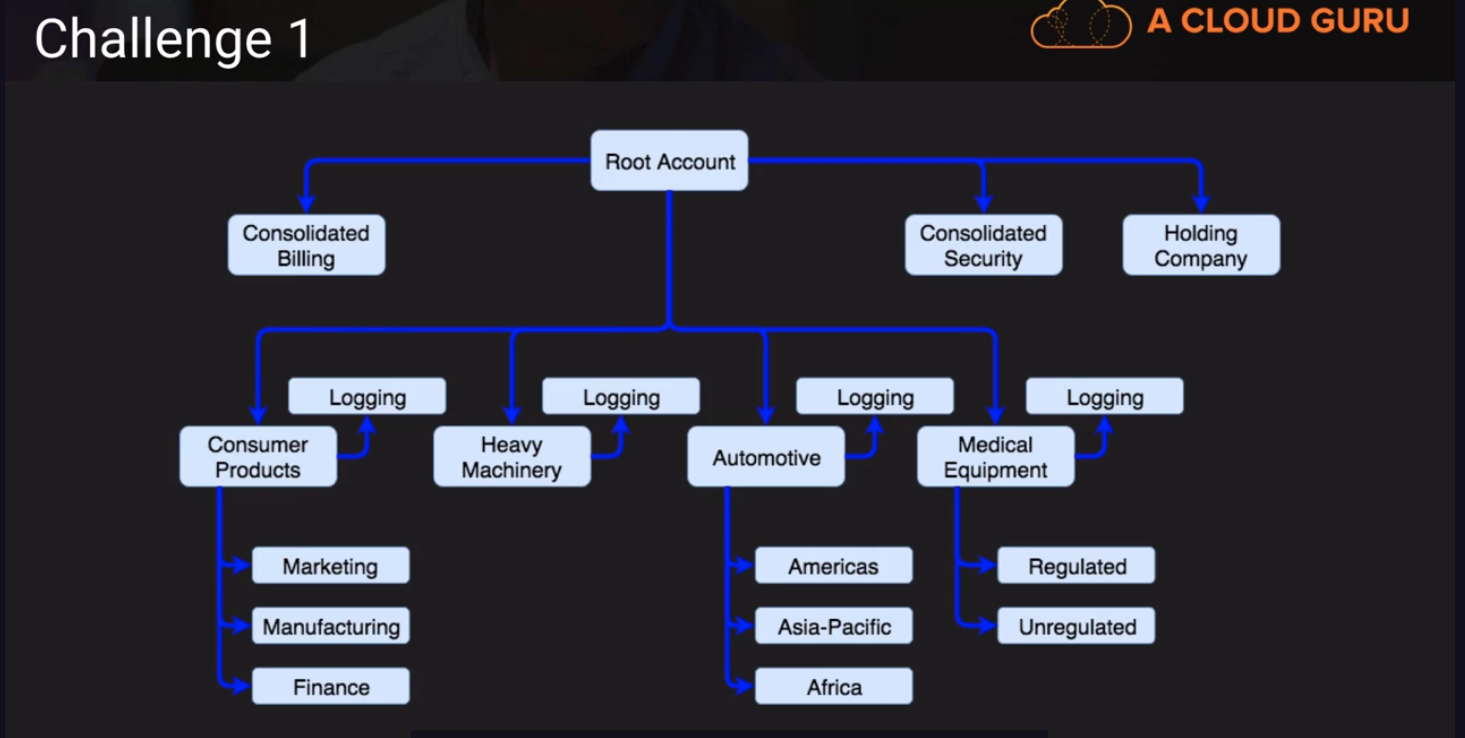 Challenge 1
A CLOUD GURU
Root Account
Consolidated
Billing
Consolidated
Security
Holding
Company
Logging
Logging
Logging
Logging
Consumer
Products
Heavy
Machinery
Automotive
Medical
Equipment
Marketing
Americas
Regulated
Manufacturing
Asia-Pacific
Unregulated
Finance
Africa